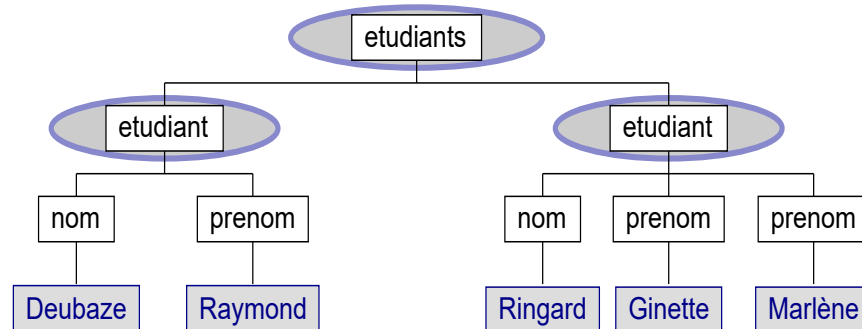 etudiants
etudiant etudiant
nom prenom nom prenom prenom
Deubaze Raymond Ringard Ginette Marlène